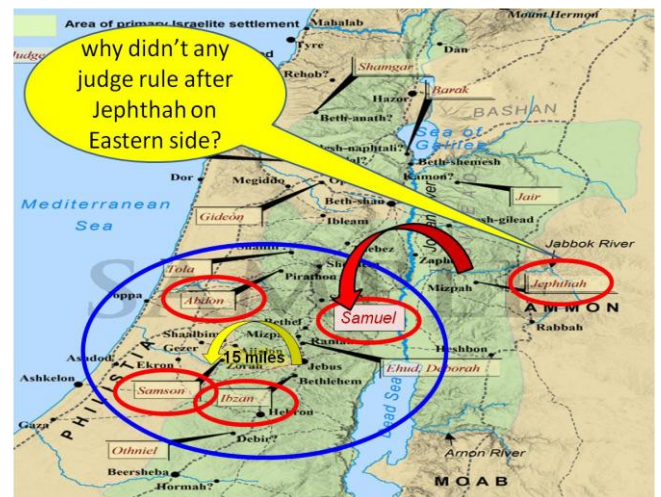 Area of primary Israelite settlement
Mahalab
Mount Hermon
Tyre
Dan
why didn't any
judge rule after
Jephthah on
Eastern side?
Rehob?
Shamgar
Hazor
Barak
BASHAN
Beth-anath?
Sea of
Galilee
Beth-shemesh
Kamon?
Dor
Megiddo
Jair
Mediterranean
Sea
Beth-shan
Gideon
Ibleam
Jabbok River
Tola
Thebez
Zaphon
Pirathon
Mizpah
Jephthah
Abdon
Samuel
AMMON
Rabbah
Bethel
Shaalbim
Gezer
Heshbon
15 miles
Zorah
Jebus
Ehud, Deborah
Ashdod
Ekron
Bethlehem
Ashkelon
Samson
Ibzan
Hebron
PHILISTIA
Dead Sea
Gaza
Debir?
Othniel
Arnon River
Beersheba
Hormah?
MOAB